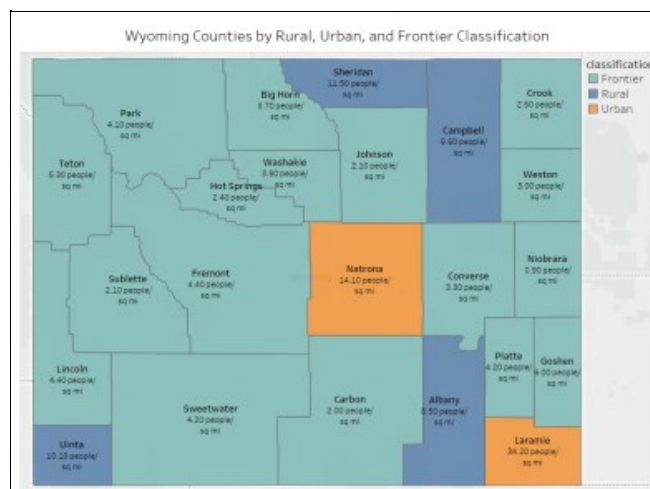 Wyoming Counties by Rural, Urban, and Frontier Classification
classification
Frontier
Rural
Urban
Park
4.10 people/
sq mi
Big Horn
3.70 people/
sq mi
Sheridan
11.50 people/
sq mi
Campbell
9.60 people/
sq mi
Crook
2.50 people/
sq mi
Teton
5.30 people/
sq mi
Washakie
3.80 people/
sq mi
Johnson
2.10 people/
sq mi
Hot Springs
2.40 people/
sq mi
Weston
3.00 people/
sq mi
Sublette
2.10 people/
sq mi
Fremont
4.40 people/
sq mi
Natrona
14.10 people/
sq mi
Converse
3.30 people/
sq mi
Niobrara
0.90 people/
sq mi
Lincoln
4.40 people/
sq mi
Sweetwater
4.20 people/
sq mi
Carbon
2.00 people/
sq mi
Albany
8.50 people/
sq mi
Platte
4.20 people/
sq mi
Goshen
6.00 people/
sq mi
Uinta
10.10 people/
sq mi
Laramie
34.20 people/
sq mi